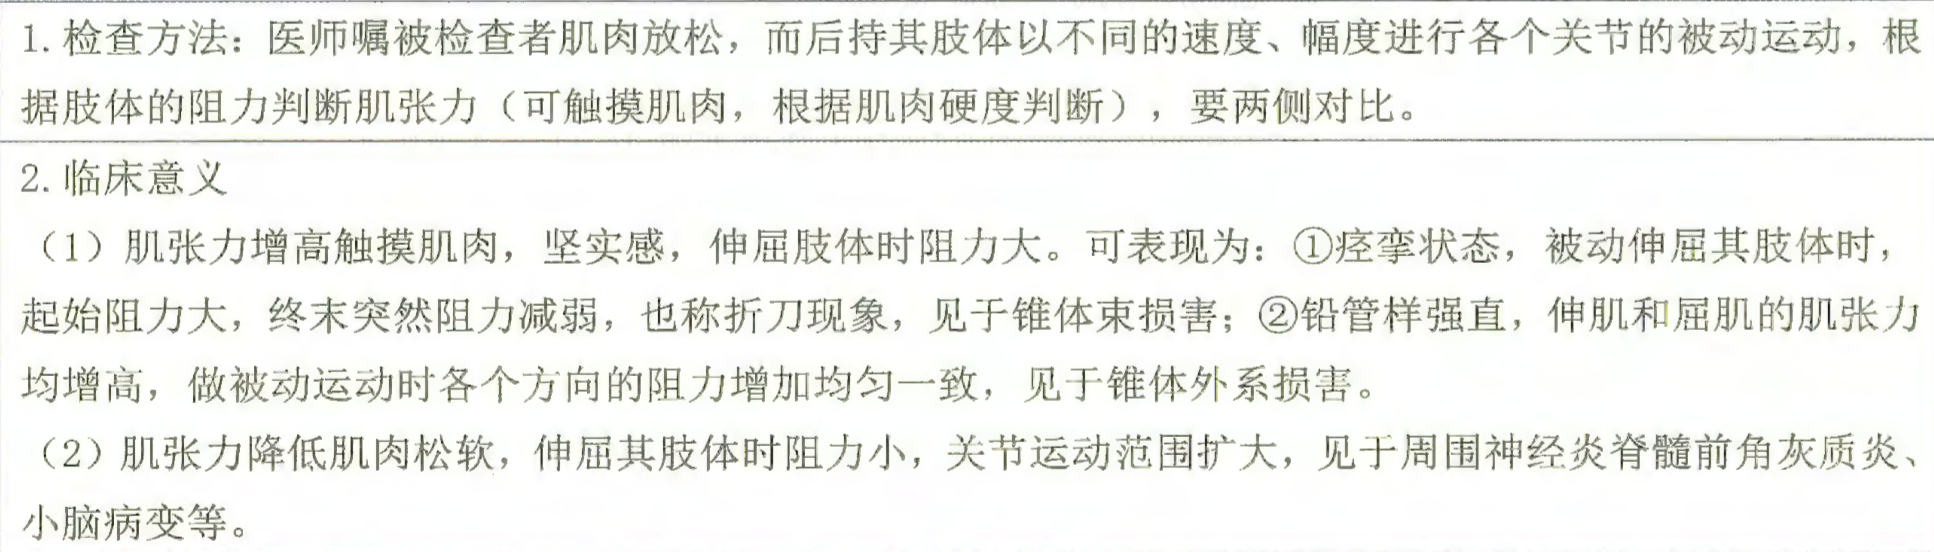 1. 检查方法：医师嘱被检查者肌肉放松，而后持其肢体以不同的速度、幅度进行各个关节的被动运动，根
据肢体的阻力判断肌张力（可触摸肌肉，根据肌肉硬度判断），要两侧对比。
2. 临床意义
（1）肌张力增高触摸肌肉，坚实感，伸屈肢体时阻力大。可表现为：①痉挛状态，被动伸屈其肢体时，
起始阻力大，终末突然阻力减弱，也称折刀现象，见于锥体束损害；②铅管样强直，伸肌和屈肌的肌张力
均增高，做被动运动时各个方向的阻力增加均匀一致，见于锥体外系损害。
（2）肌张力降低肌肉松软，伸屈其肢体时阻力小，关节运动范围扩大，见于周围神经炎脊髓前角灰质炎、
小脑病变等。